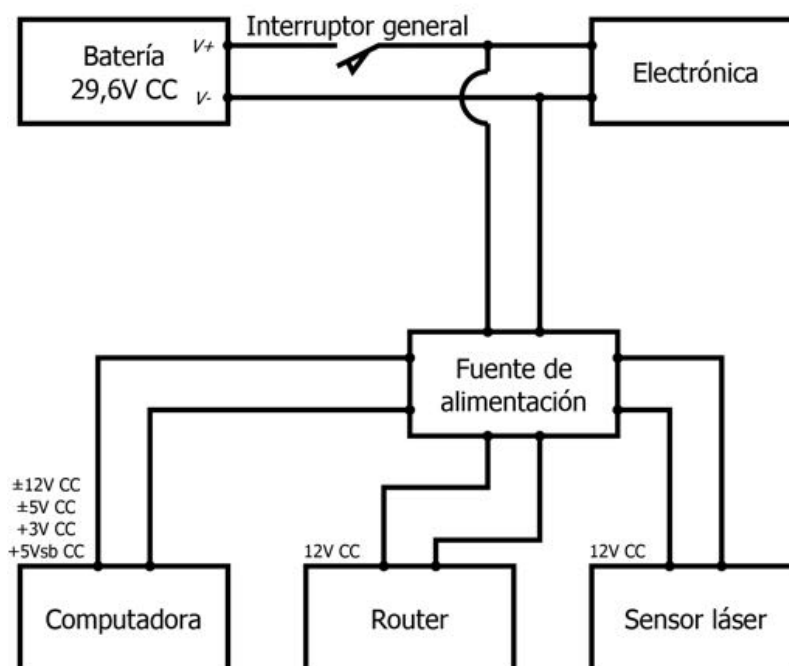 Interruptor general
Batería
29,6V CC
V+
V-
Electrónica
Fuente de
alimentación
±12V CC
±5V CC
+3V CC
+5Vsb CC
12V CC
12V CC
Computadora
Router
Sensor láser